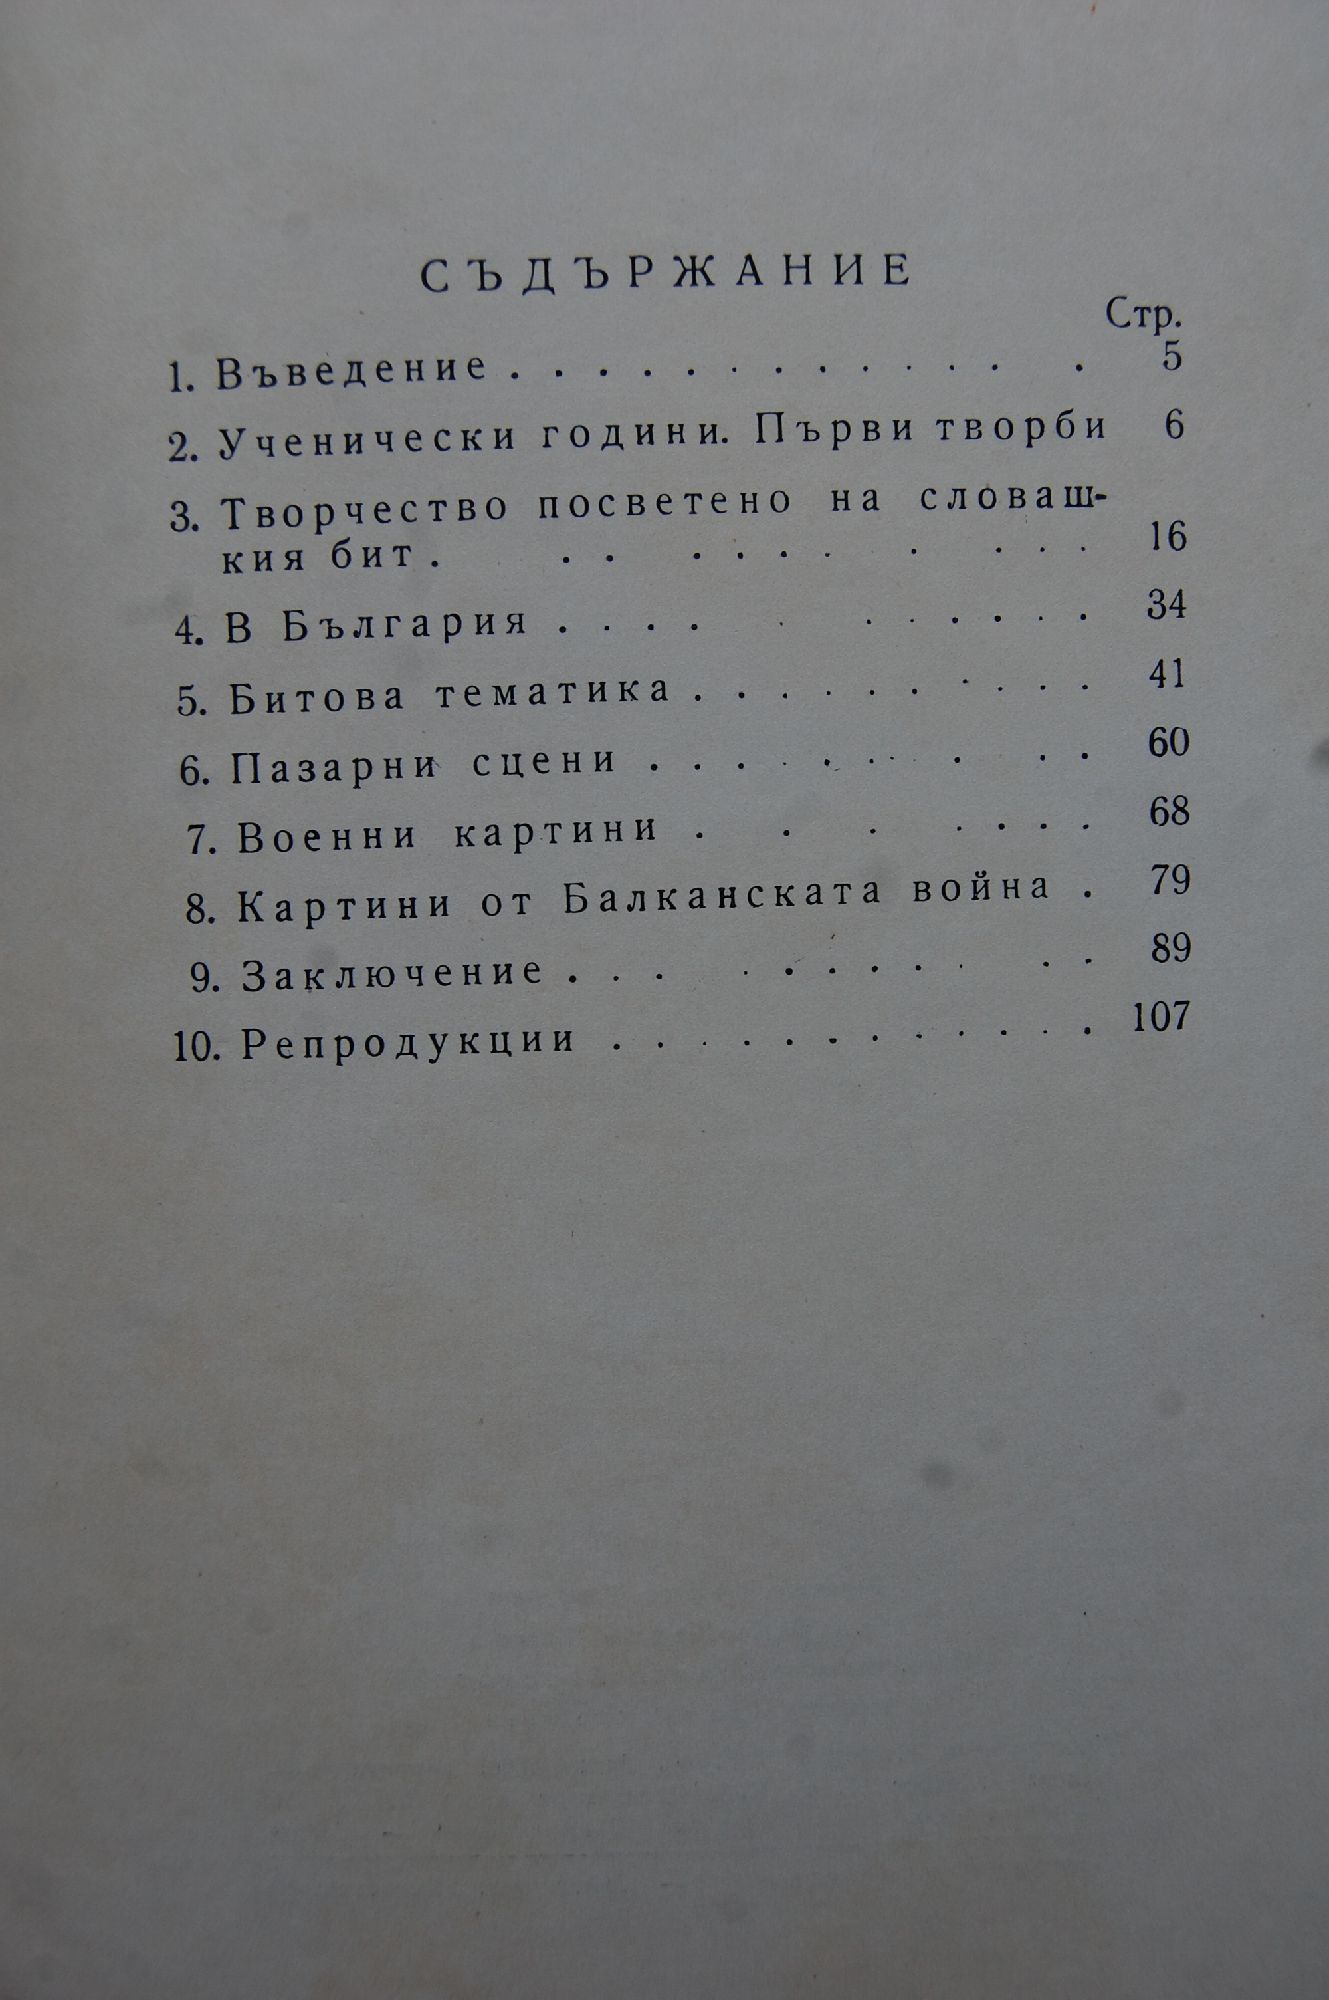 СЪДЪРЖАНИЕ
Стр.
1. Въведение . . . . . . . . . . . . . 5
2. Ученически години. Първи творби 6
3. Творчество посветено на словаш-
кия бит . . . . . . . . . . . 16
4. В България . . . . . . . . . . . 34
5. Битова тематика . . . . . . . . . . 41
6. Пазарни сцени . . . . . . . . . . 60
7. Военни картини . . . . . . . 68
8. Картини от Балканската война . 79
9. Заключение . . . . . . . . . . 89
10. Репродукции . . . . . . . . . . . . 107